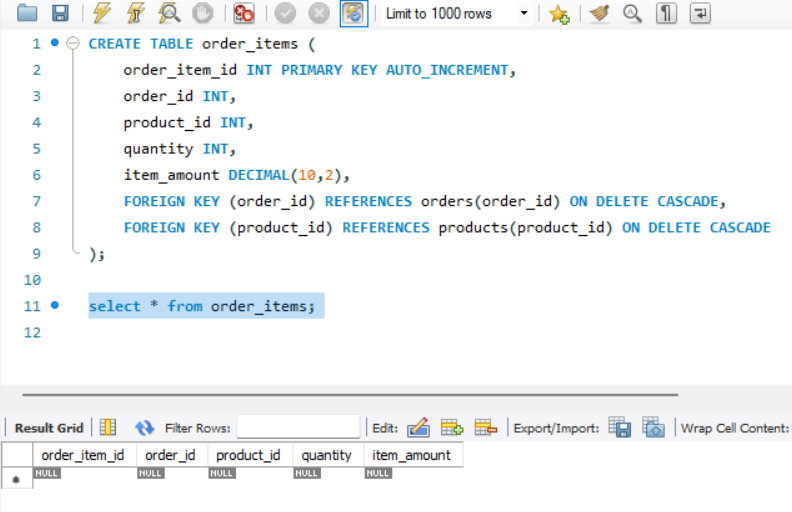 Limit to 1000 rows
1 CREATE TABLE order_items (
2 order_item_id INT PRIMARY KEY AUTO_INCREMENT,
3 order_id INT,
4 product_id INT,
5 quantity INT,
6 item_amount DECIMAL(10,2),
7 FOREIGN KEY (order_id) REFERENCES orders(order_id) ON DELETE CASCADE,
8 FOREIGN KEY (product_id) REFERENCES products(product_id) ON DELETE CASCADE
9 );
10
11 select * from order_items;
12
Result Grid Filter Rows: Edit: Export/Import: Wrap Cell Content:
order_item_id order_id product_id quantity item_amount
* NULL NULL NULL NULL NULL